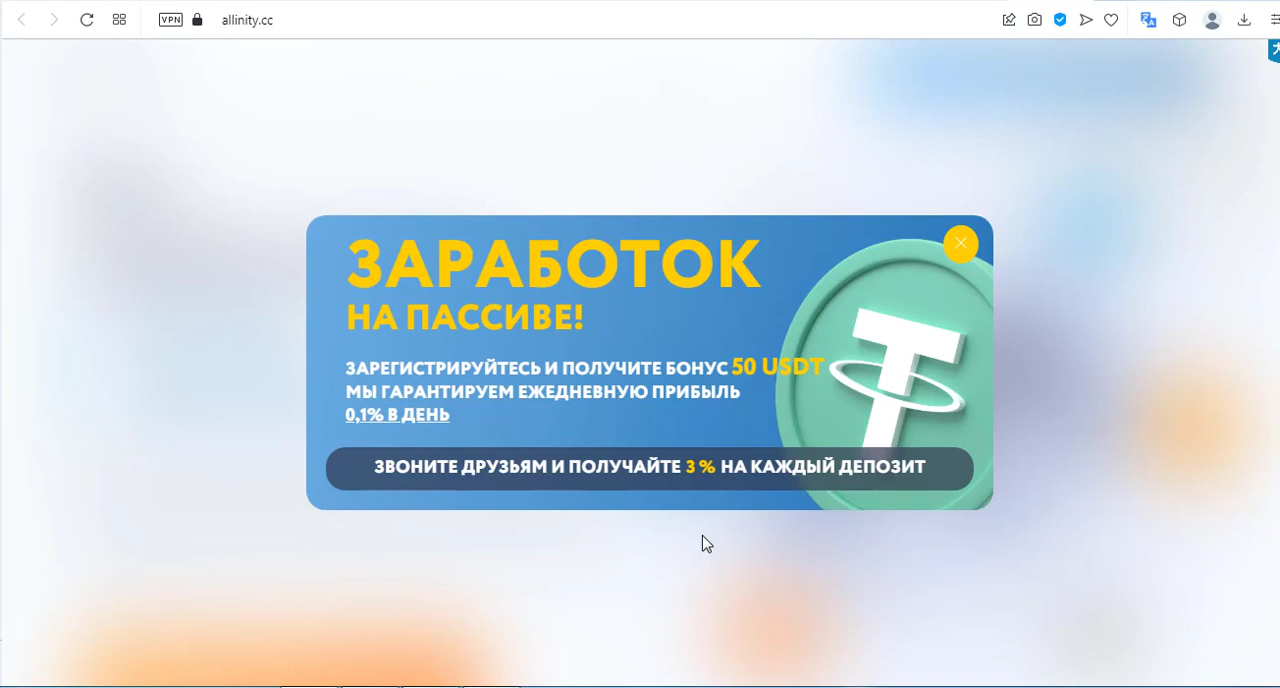 VPN
allinity.cc
ЗАРАБОТОК
НА ПАССИВЕ!
ЗАРЕГИСТРИРУЙТЕСЬ И ПОЛУЧИТЕ БОНУС 50 USDT
МЫ ГАРАНТИРУЕМ ЕЖЕДНЕВНУЮ ПРИБЫЛЬ
0,1% В ДЕНЬ
ЗВОНИТЕ ДРУЗЬЯМ И ПОЛУЧАЙТЕ 3 % НА КАЖДЫЙ ДЕПОЗИТ